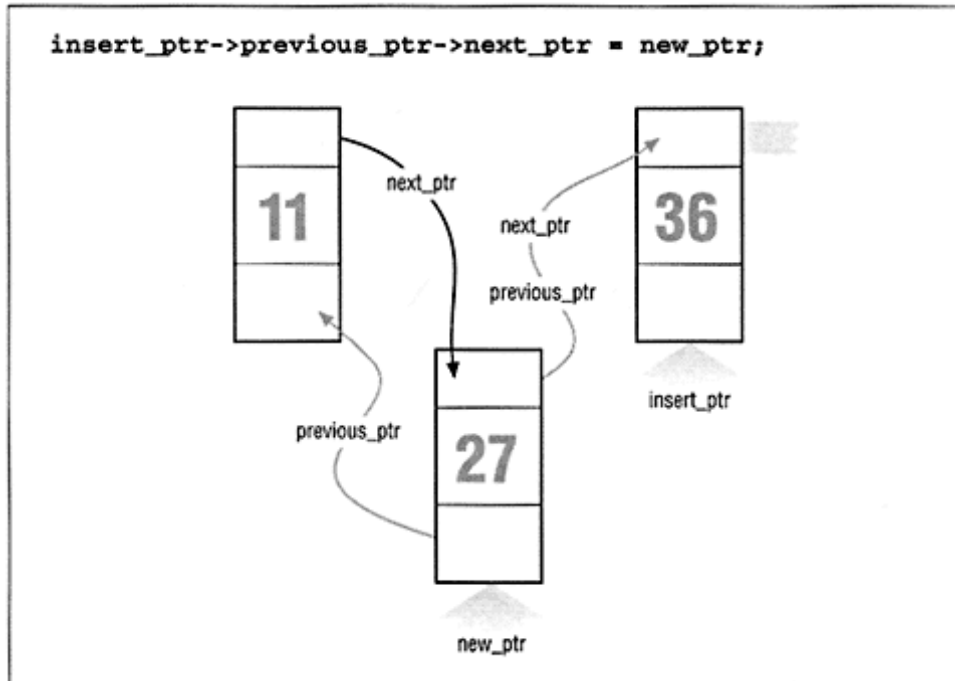 insert_ptr->previous_ptr->next_ptr = new_ptr;
next_ptr
11
next_ptr
36
previous_ptr
insert_ptr
previous_ptr
27
new_ptr